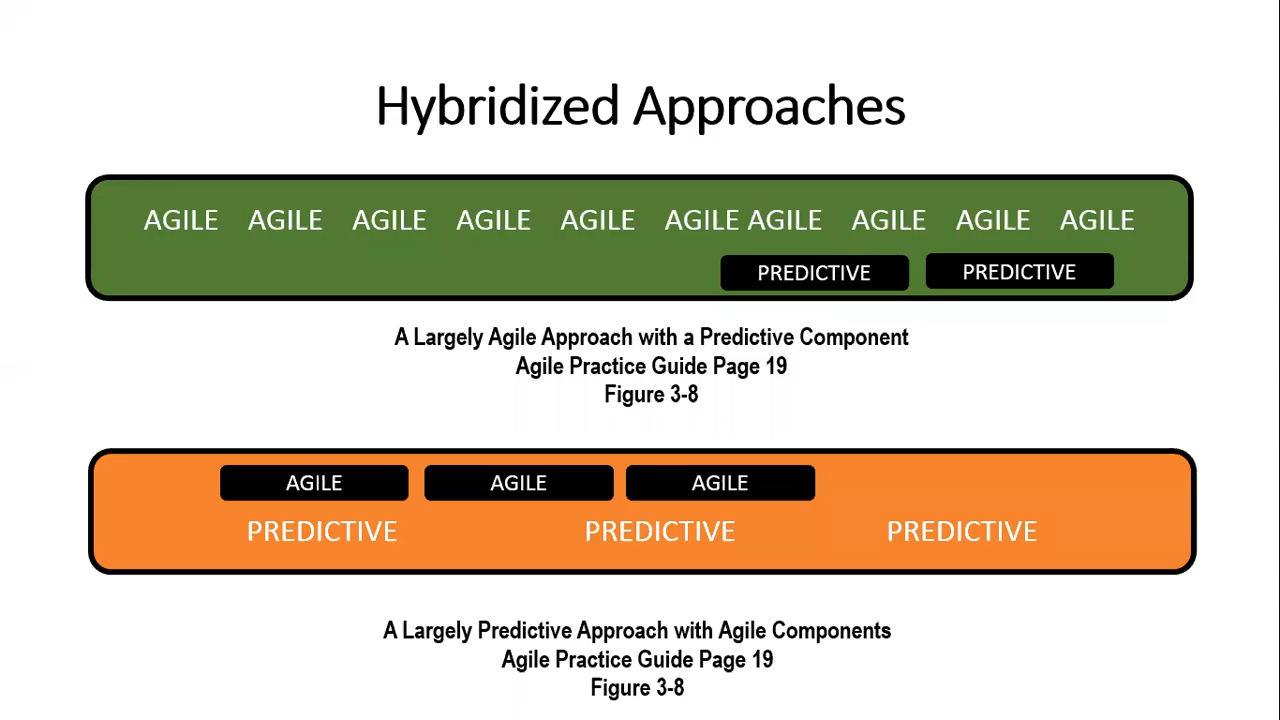 Hybridized Approaches
AGILE AGILE AGILE AGILE AGILE AGILE AGILE AGILE AGILE AGILE
PREDICTIVE PREDICTIVE
A Largely Agile Approach with a Predictive Component
Agile Practice Guide Page 19
Figure 3-8
AGILE AGILE AGILE
PREDICTIVE PREDICTIVE PREDICTIVE
A Largely Predictive Approach with Agile Components
Agile Practice Guide Page 19
Figure 3-8